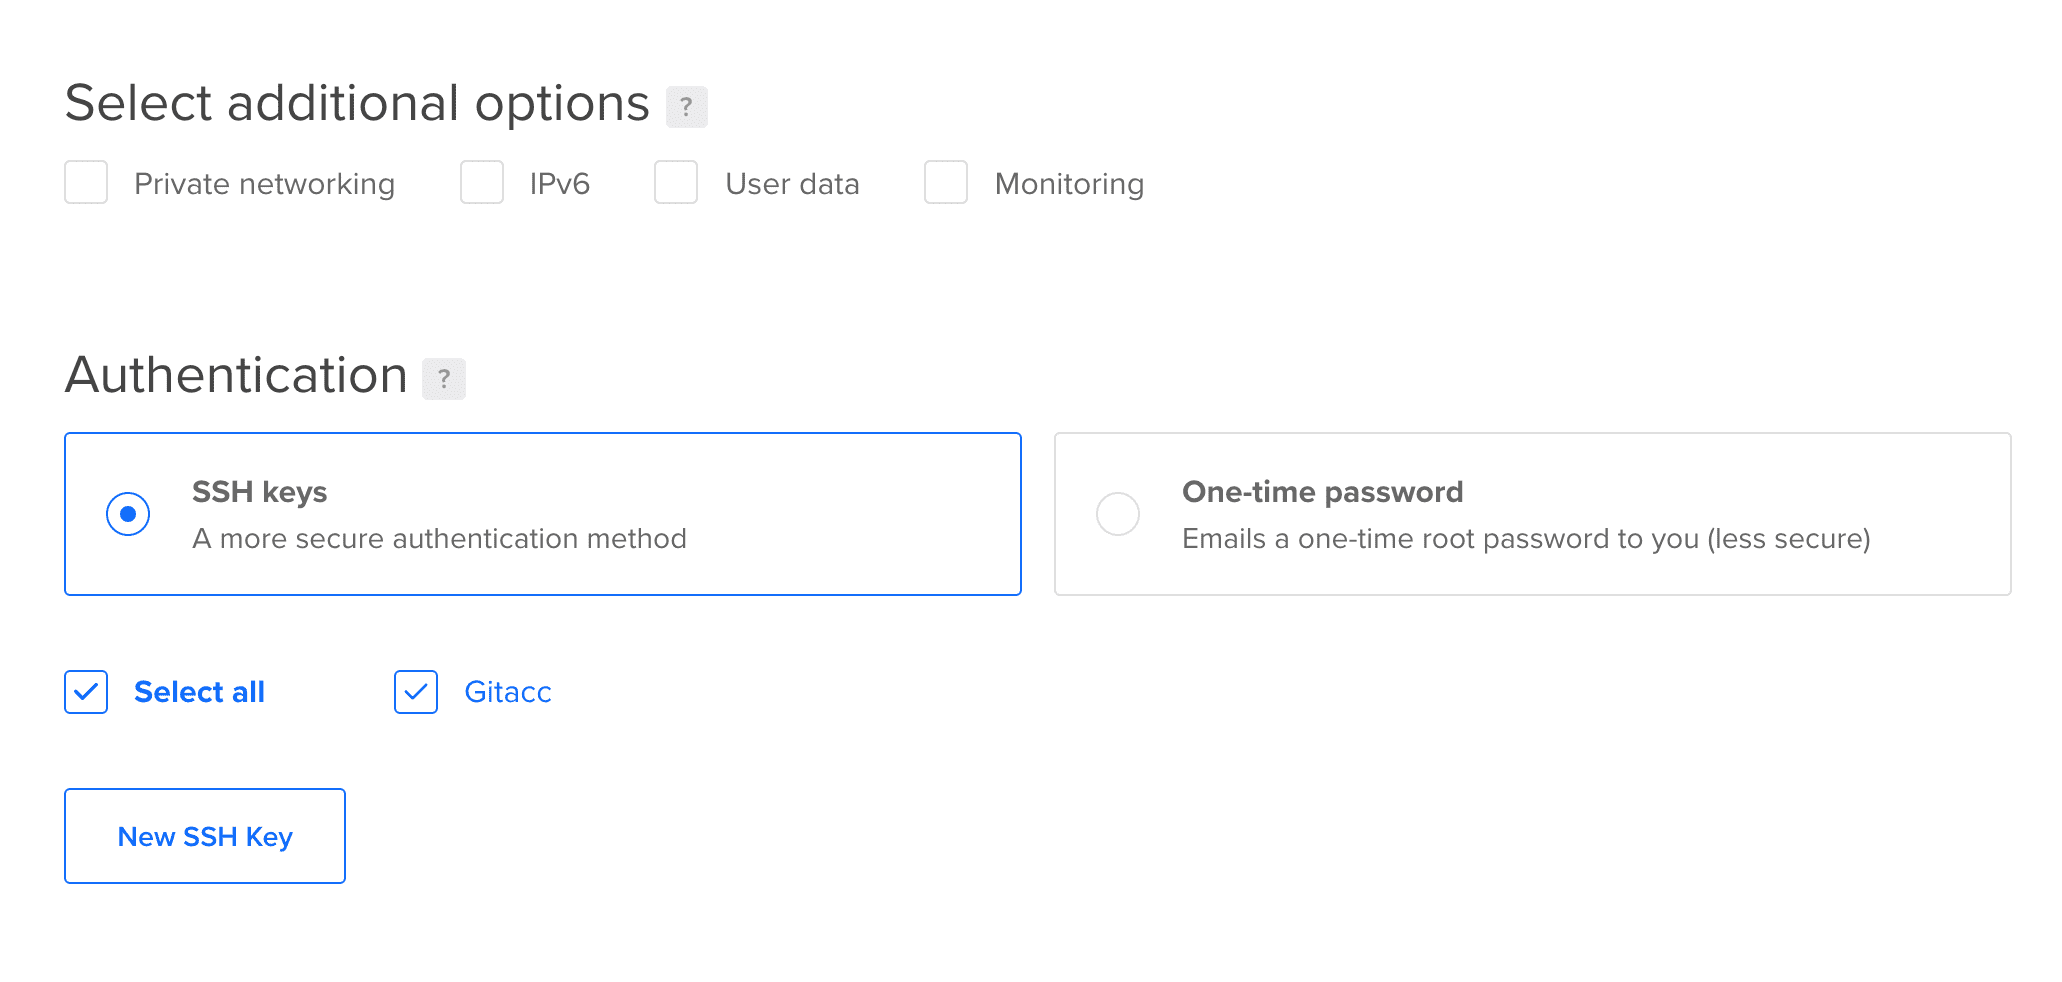 Select additional options ?
Private networking IPv6 User data Monitoring
Authentication ?
SSH keys
A more secure authentication method
One-time password
Emails a one-time root password to you (less secure)
Select all Gitacc
New SSH Key